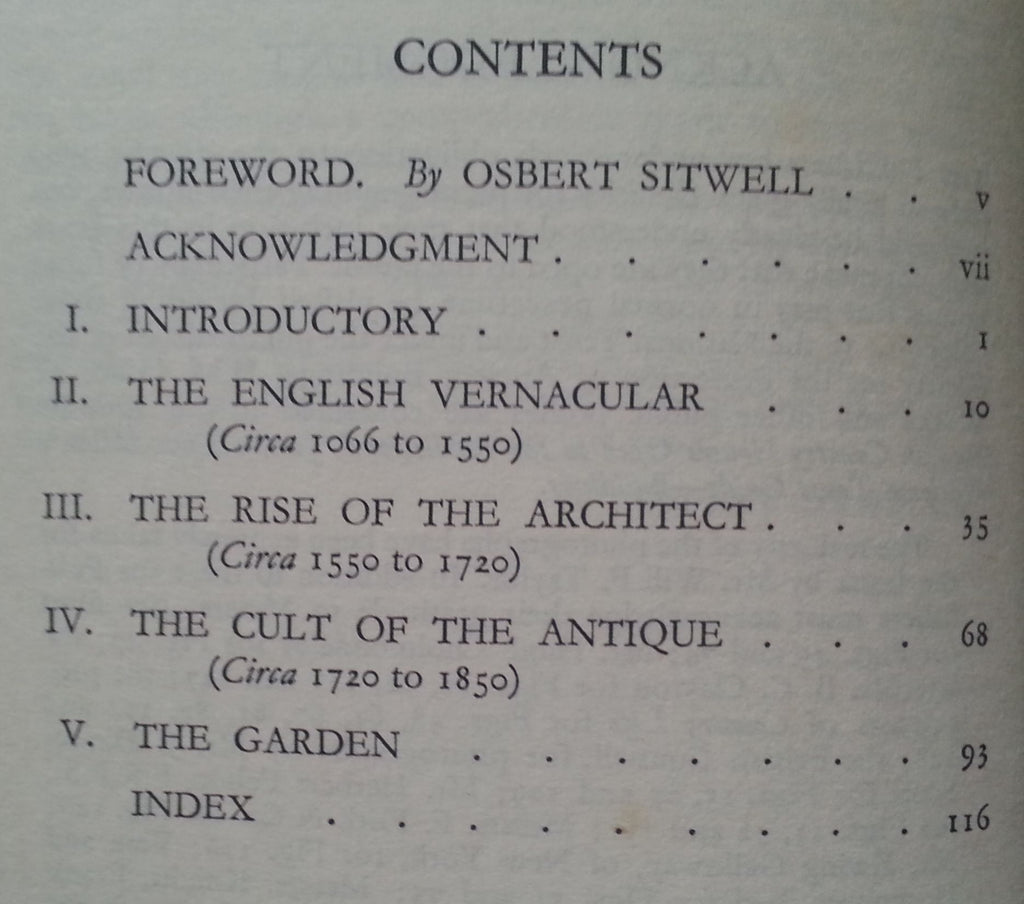 CONTENTS
FOREWORD. By OSBERT SITWELL . . v
ACKNOWLEDGMENT . . . . . . vii
I. INTRODUCTORY . . . . . . . 1
II. THE ENGLISH VERNACULAR . . . 10
(Circa 1066 to 1550)
III. THE RISE OF THE ARCHITECT . . . 35
(Circa 1550 to 1720)
IV. THE CULT OF THE ANTIQUE . . . 68
(Circa 1720 to 1850)
V. THE GARDEN . . . . . . . 93
INDEX . . . . . . . . . 116